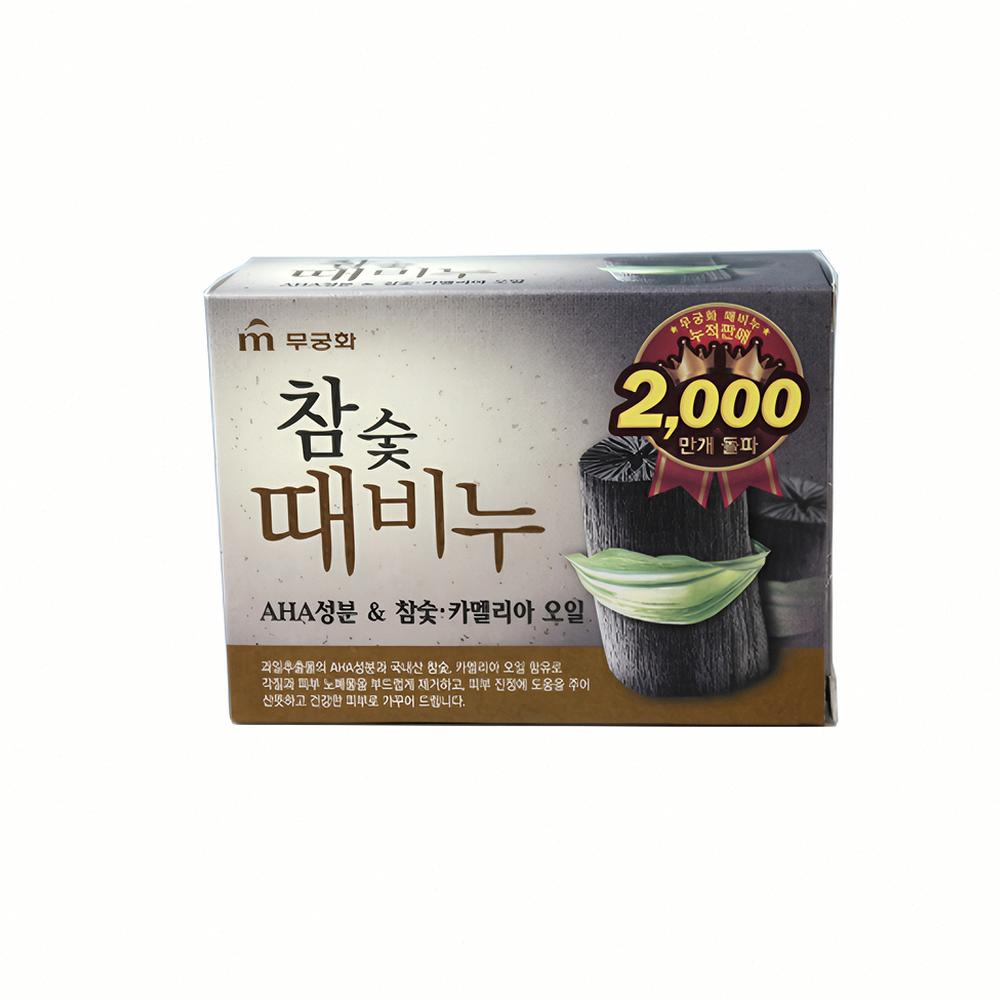 참숯
때비누
AHA성분 & 참숯·카멜리아 오일
무궁화
무궁화 때비누
누적판매
2,000
만개 돌파
참숯
때비누
AHA성분 & 참숯·카멜리아 오일
과일추출물의 AHA성분과 국내산 참숯, 카멜리아 오일 함유로
각질과 피부 노폐물을 부드럽게 제거하고, 피부 진정에 도움을 주어
산뜻하고 건강한 피부로 가꾸어 드립니다.